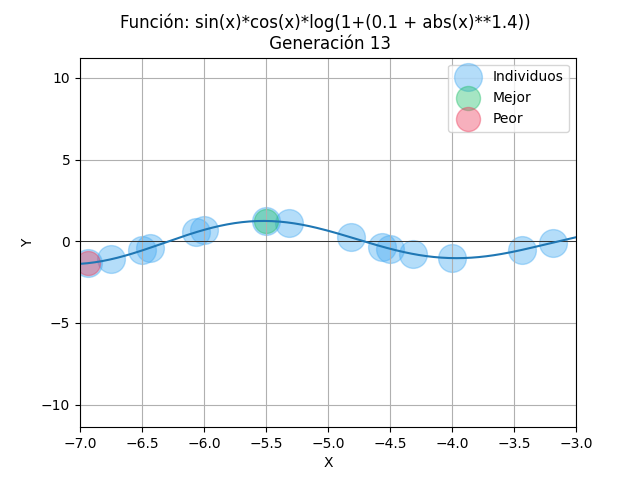 Función: sin(x)*cos(x)*log(1+(0.1 + abs(x)**1.4))
Generación 13
Individuos
Mejor
Peor
10
5
0
−5
−10
Y
−7.0 −6.5 −6.0 −5.5 −5.0 −4.5 −4.0 −3.5 −3.0
X